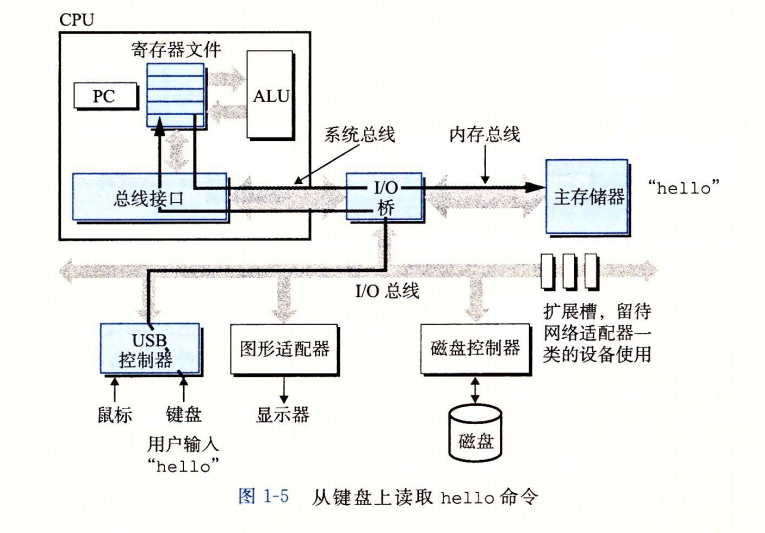 CPU
寄存器文件
PC
ALU
系统总线
内存总线
总线接口
I/O
桥
主存储器
“hello”
I/O 总线
扩展槽，留待
网络适配器一
类的设备使用
USB
控制器
图形适配器
磁盘控制器
鼠标
键盘
显示器
磁盘
用户输入
“hello”
图 1-5 从键盘上读取 hello 命令